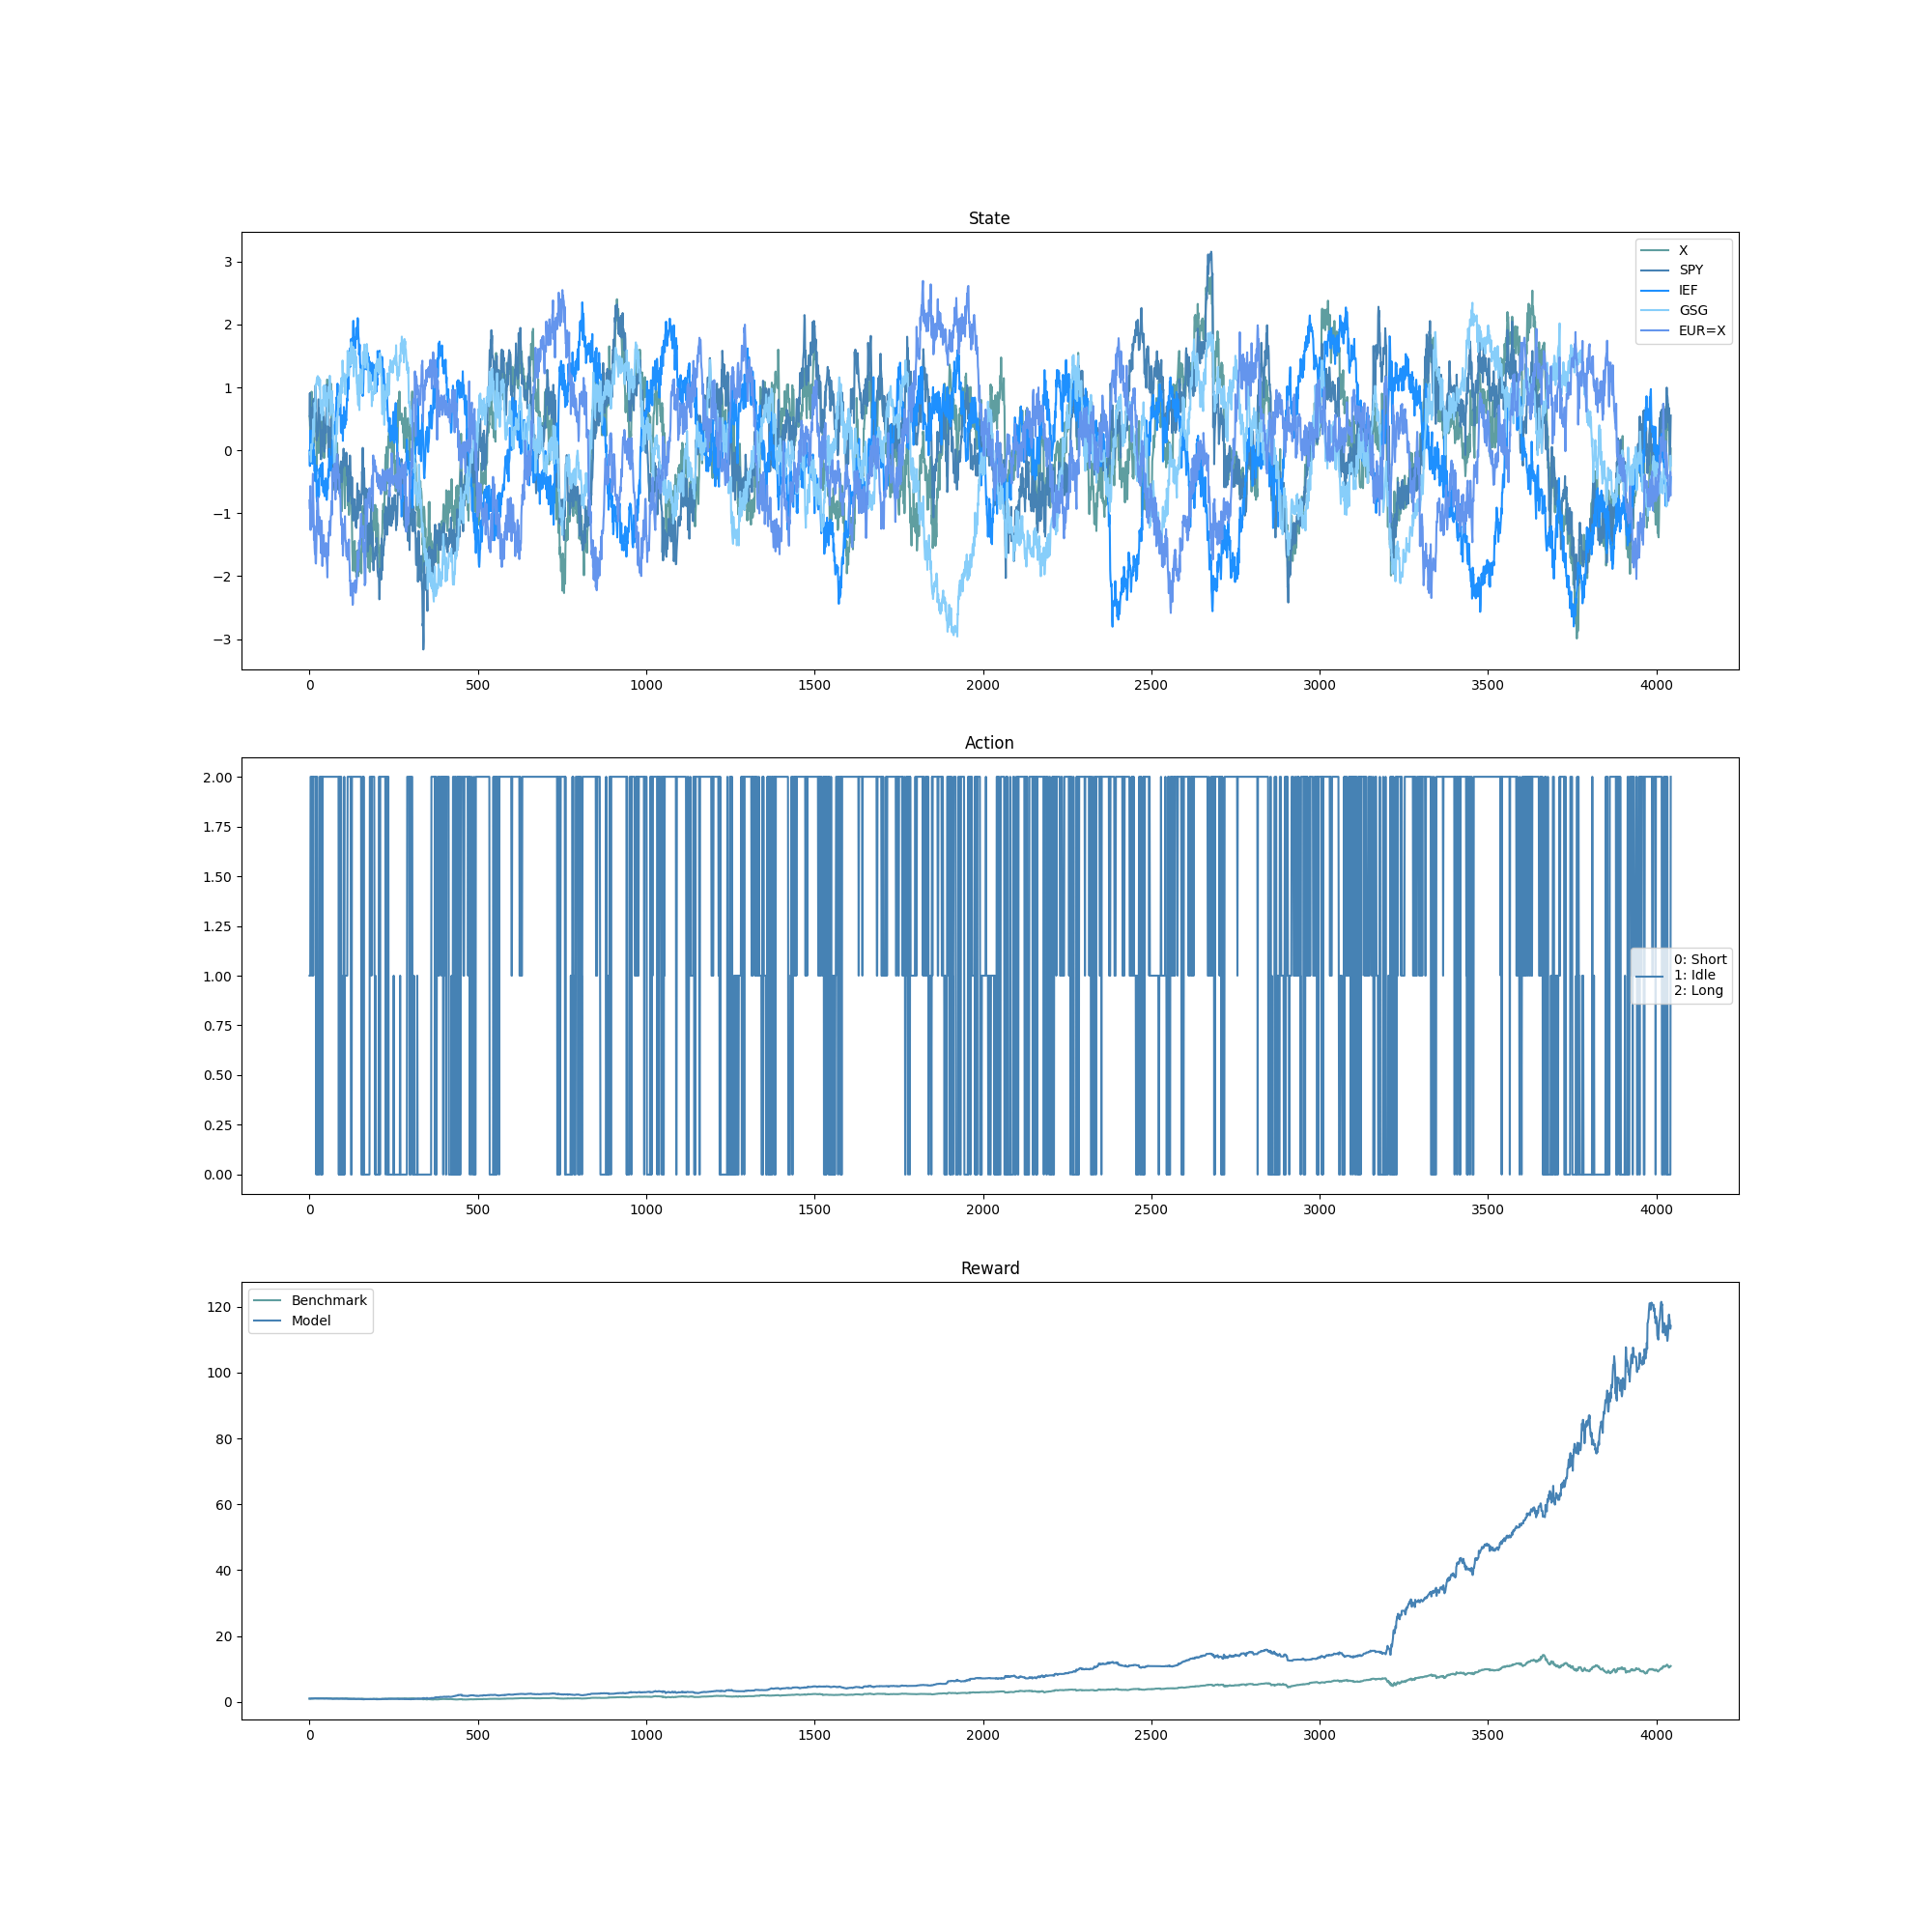 State
3
2
1
0
−1
−2
−3
X
SPY
IEF
GSG
EUR=X
0 500 1000 1500 2000 2500 3000 3500 4000
Action
2.00
1.75
1.50
1.25
1.00
0.75
0.50
0.25
0.00
0: Short
1: Idle
2: Long
0 500 1000 1500 2000 2500 3000 3500 4000
Reward
Benchmark
Model
120
100
80
60
40
20
0
0 500 1000 1500 2000 2500 3000 3500 4000